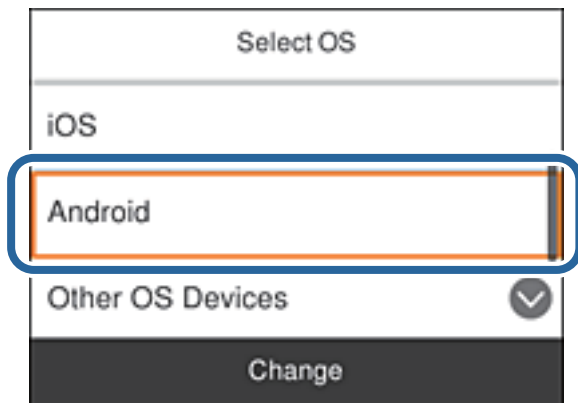 Select OS
iOS
Android
Other OS Devices
Change